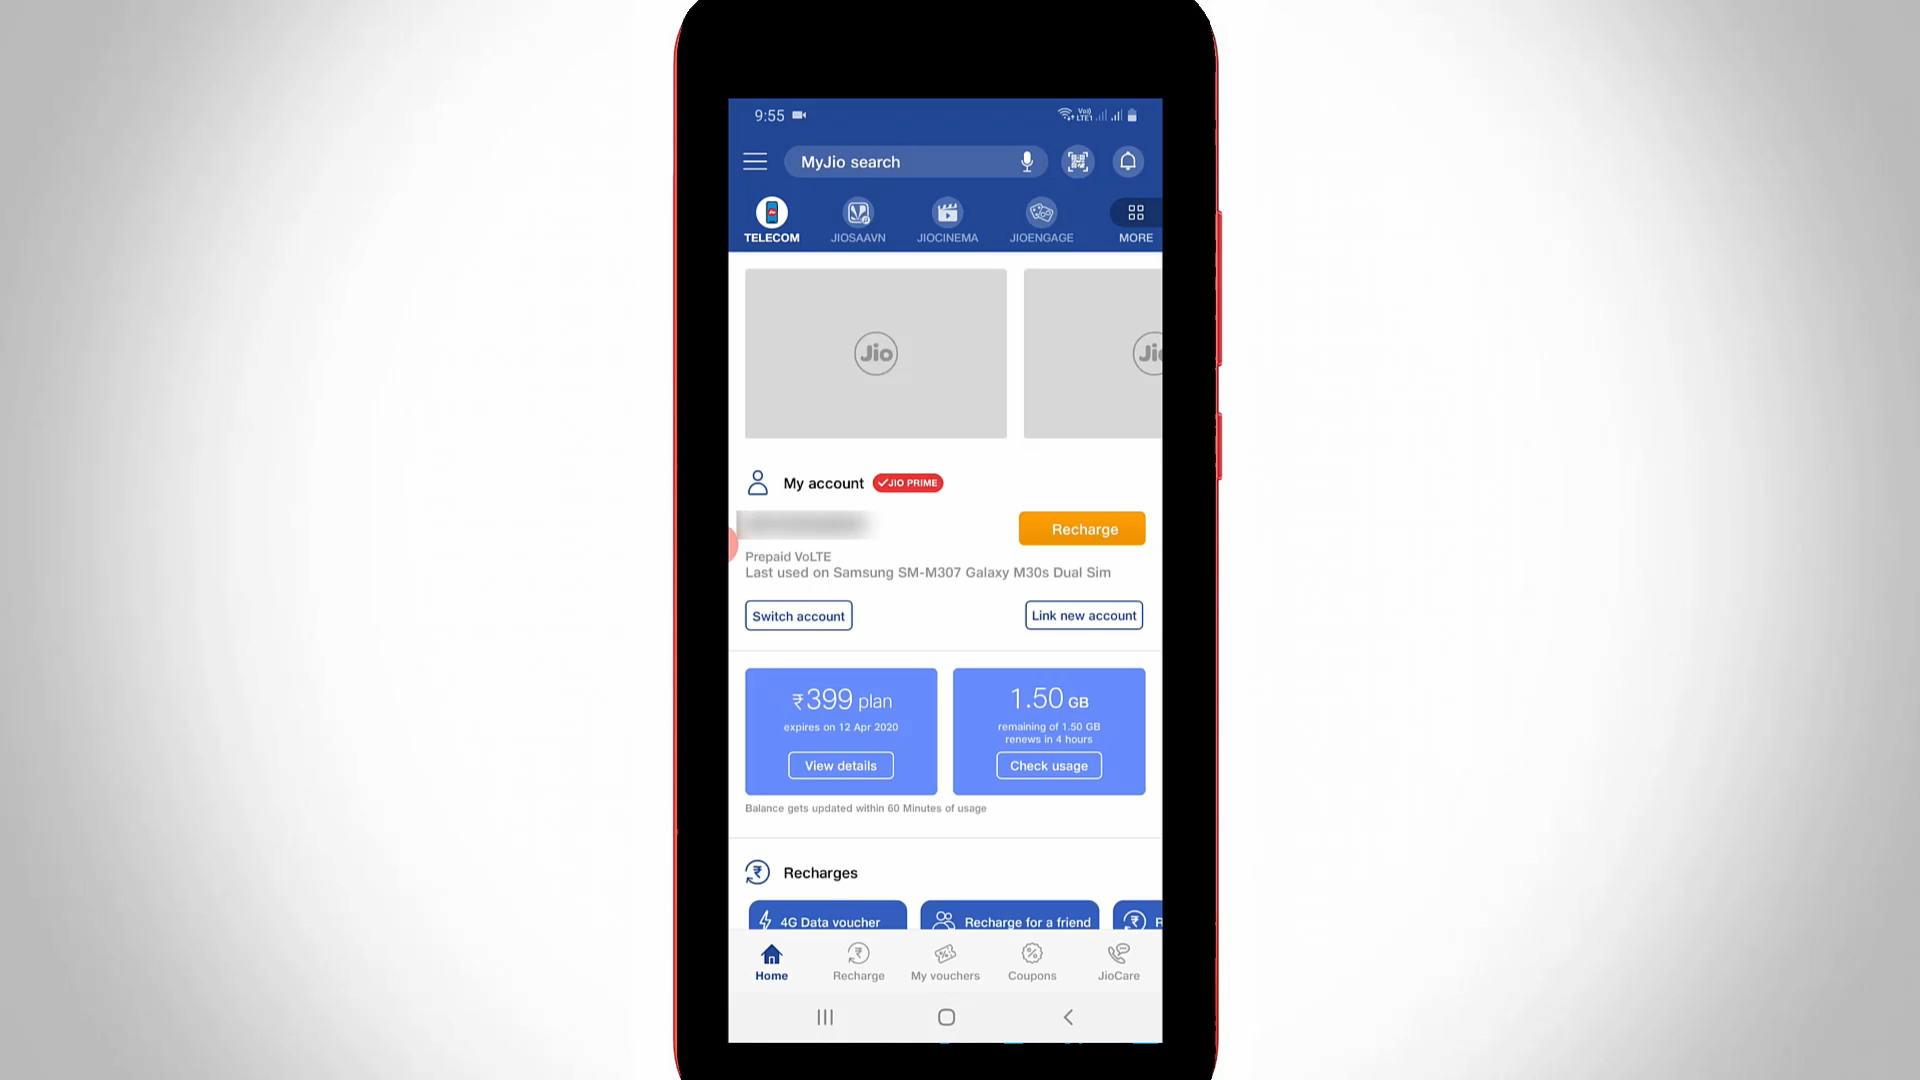 9:55
Vo) LTE1
MyJio search
TELECOM
JIOSAAVN
JIOCINEMA
JIOENGAGE
MORE
Jio
Jio
My account
JIO PRIME
Recharge
Prepaid VoLTE
Last used on Samsung SM-M307 Galaxy M30s Dual Sim
Switch account
Link new account
₹399 plan
expires on 12 Apr 2020
View details
1.50 GB
remaining of 1.50 GB
renews in 4 hours
Check usage
Balance gets updated within 60 Minutes of usage
Recharges
4G Data voucher
Recharge for a friend
R
Home
Recharge
My vouchers
Coupons
JioCare